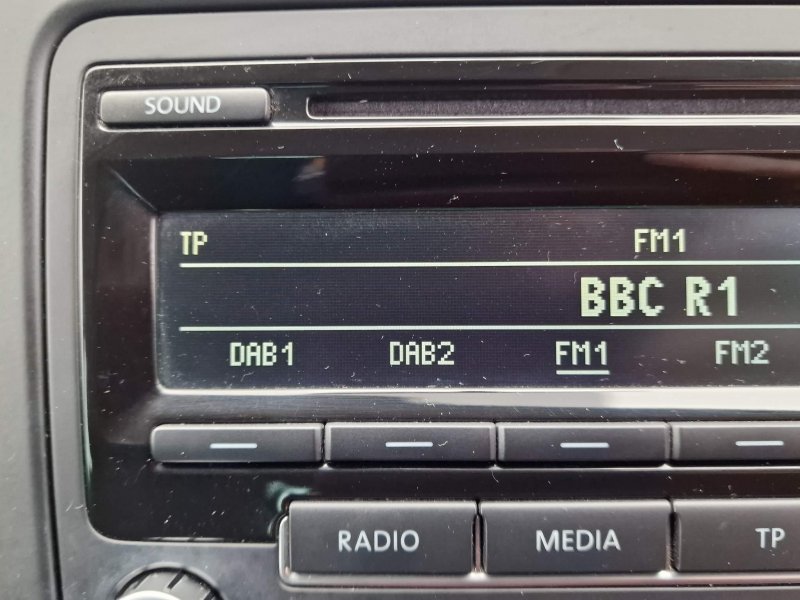 SOUND
TP FM1
BBC R1
DAB1 DAB2 FM1 FM2
RADIO MEDIA TP